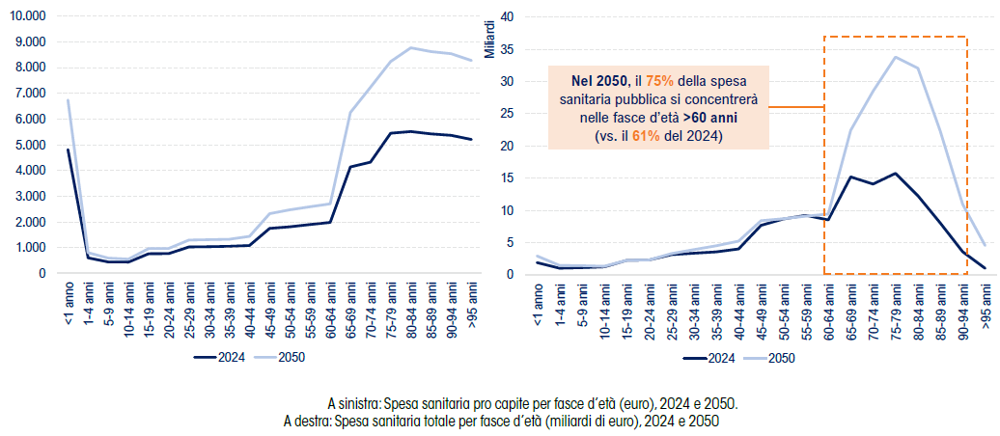 10.000
9.000
8.000
7.000
6.000
5.000
4.000
3.000
2.000
1.000
0
<1 anno
1-4 anni
5-9 anni
10-14 anni
15-19 anni
20-24 anni
25-29 anni
30-34 anni
35-39 anni
40-44 anni
45-49 anni
50-54 anni
55-59 anni
60-64 anni
65-69 anni
70-74 anni
75-79 anni
80-84 anni
85-89 anni
90-94 anni
>95 anni
2024
2050
Miliardi
40
35
30
25
20
15
10
5
0
Nel 2050, il 75% della spesa
sanitaria pubblica si concentrerà
nelle fasce d'età >60 anni
(vs. il 61% del 2024)
<1 anno
1-4 anni
5-9 anni
10-14 anni
15-19 anni
20-24 anni
25-29 anni
30-34 anni
35-39 anni
40-44 anni
45-49 anni
50-54 anni
55-59 anni
60-64 anni
65-69 anni
70-74 anni
75-79 anni
80-84 anni
85-89 anni
90-94 anni
>95 anni
2024
2050
A sinistra: Spesa sanitaria pro capite per fasce d'età (euro), 2024 e 2050.
A destra: Spesa sanitaria totale per fasce d'età (miliardi di euro), 2024 e 2050